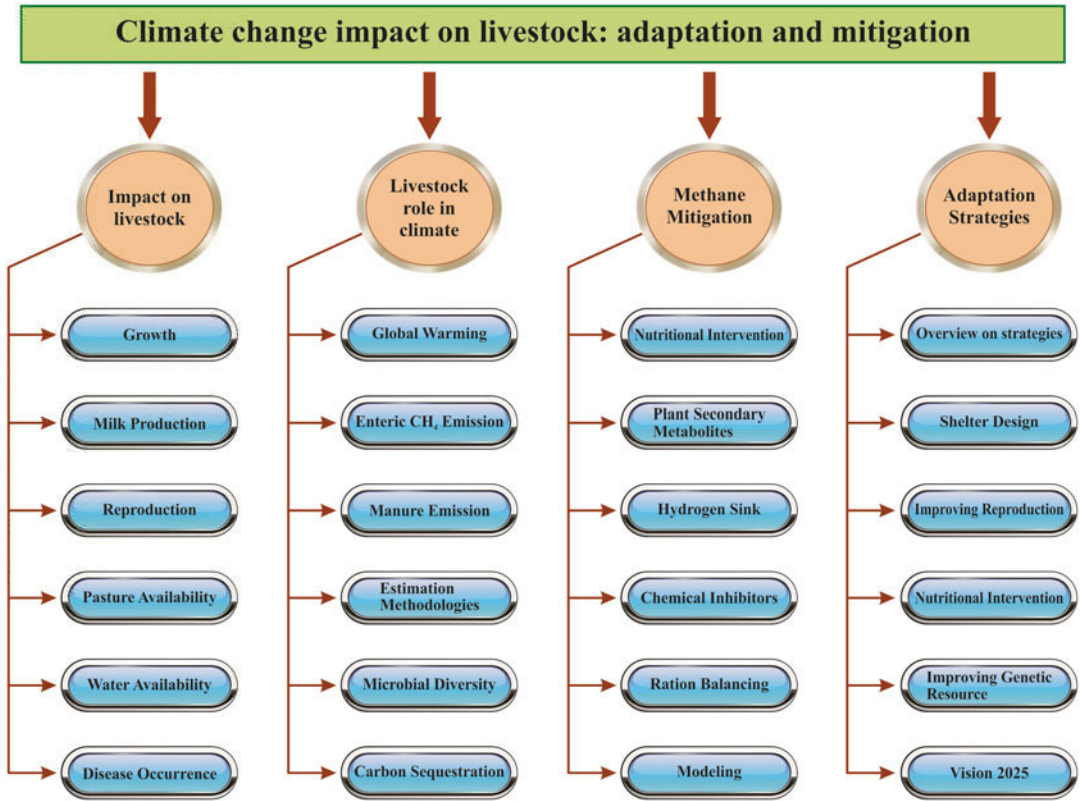 Climate change impact on livestock: adaptation and mitigation
Impact on
livestock
Growth
Milk Production
Reproduction
Pasture Availability
Water Availability
Disease Occurrence
Livestock
role in
climate
Global Warming
Enteric CH₄ Emission
Manure Emission
Estimation
Methodologies
Microbial Diversity
Carbon Sequestration
Methane
Mitigation
Nutritional Intervention
Plant Secondary
Metabolites
Hydrogen Sink
Chemical Inhibitors
Ration Balancing
Modeling
Adaptation
Strategies
Overview on strategies
Shelter Design
Improving Reproduction
Nutritional Intervention
Improving Genetic
Resource
Vision 2025